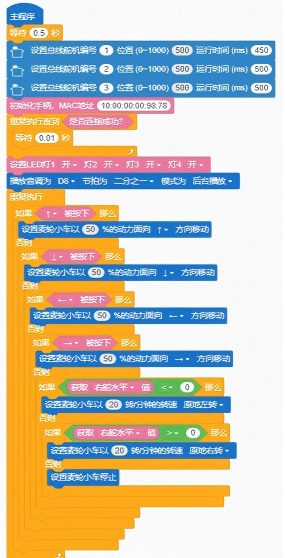 主程序
等待 0.5 秒
设置总线舵机编号 1 位置 (0~1000) 500 运行时间 (ms) 450
设置总线舵机编号 2 位置 (0~1000) 500 运行时间 (ms) 500
设置总线舵机编号 3 位置 (0~1000) 500 运行时间 (ms) 500
初始化手柄，MAC地址 10:00:00:00:98:78
重复执行直到 是否连接成功?
等待 0.01 秒
设置LED灯1 开 灯2 开 灯3 开 灯4 开
播放音调为 D8 节拍为 二分之一 模式为 后台播放
重复执行
如果 ↑ 被按下 那么
设置麦轮小车以 50 %的动力面向 ↑ 方向移动
否则
如果 ↓ 被按下 那么
设置麦轮小车以 50 %的动力面向 ↓ 方向移动
否则
如果 ← 被按下 那么
设置麦轮小车以 50 %的动力面向 ← 方向移动
否则
如果 → 被按下 那么
设置麦轮小车以 50 %的动力面向 → 方向移动
否则
如果 获取 右舵水平 值 < 0 那么
设置麦轮小车以 20 转/分钟的转速 原地左转
否则
如果 获取 右舵水平 值 > 0 那么
设置麦轮小车以 20 转/分钟的转速 原地右转
否则
设置麦轮小车停止